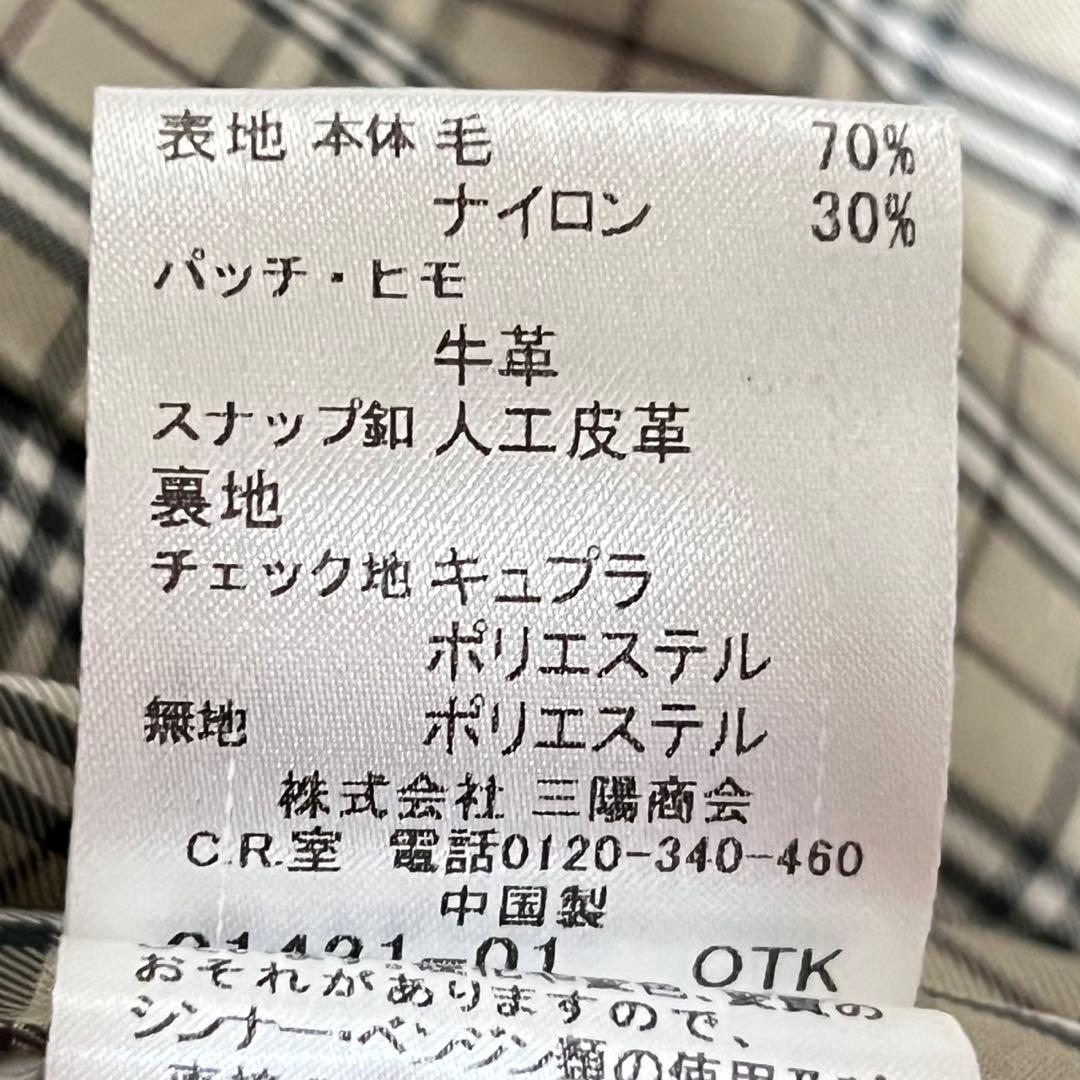 表地 本体 毛 70%
ナイロン 30%
パッチ・ヒモ
牛革
スナップ釦 人工皮革
裏地
チェック地 キュプラ
ポリエステル
無地 ポリエステル
株式会社 三陽商会
C.R.室 電話0120-340-460
中国製
OTK
おそれがありますので、
シンナー・ベンジン類の使用